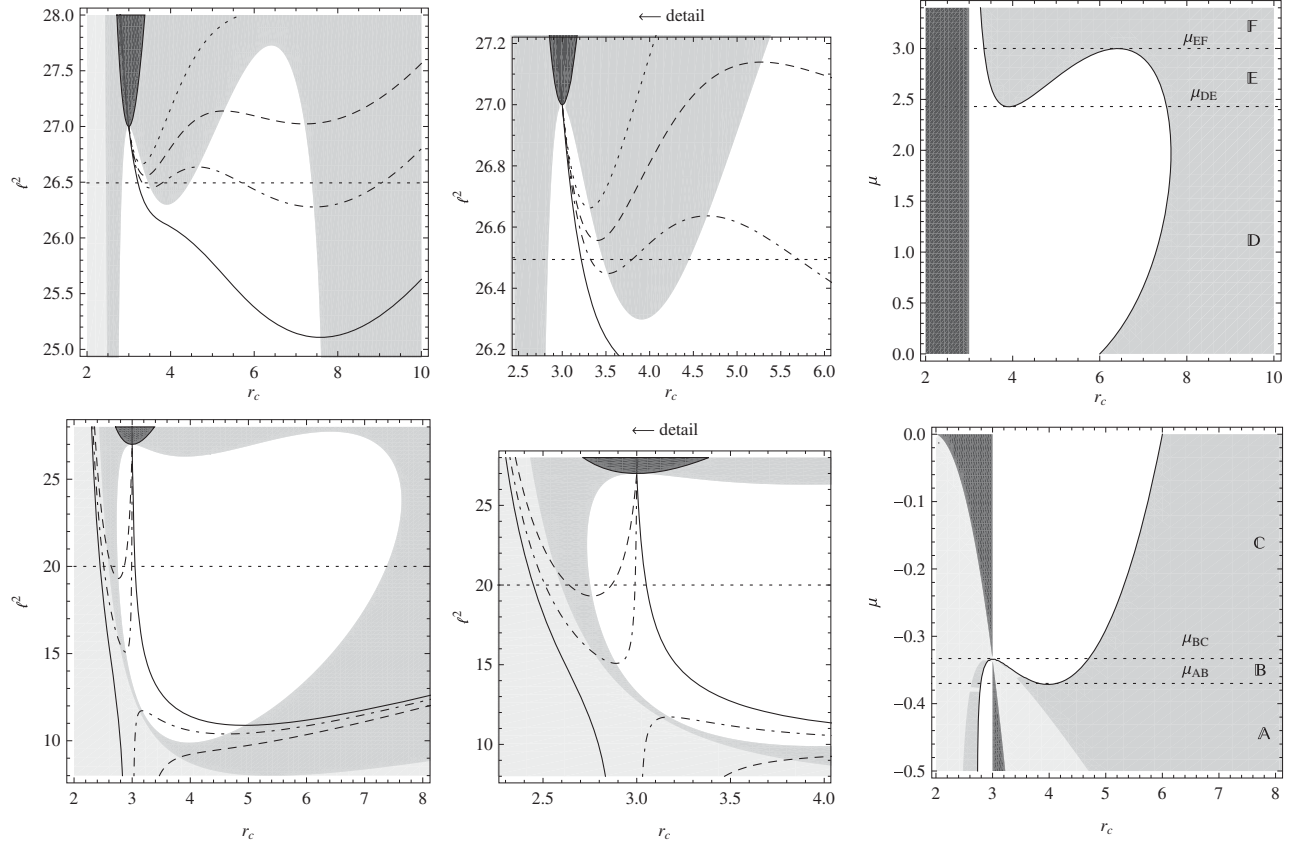 28.0
27.5
27.0
26.5
26.0
25.5
25.0
ℓ²
2 4 6 8 10
r_c
← detail
27.2
27.0
26.8
26.6
26.4
26.2
ℓ²
2.5 3.0 3.5 4.0 4.5 5.0 5.5 6.0
r_c
3.0
2.5
2.0
1.5
1.0
0.5
0.0
μ
μ_EF
μ_DE
𝔽
𝔼
𝔻
2 4 6 8 10
r_c
25
20
15
10
ℓ²
2 3 4 5 6 7 8
r_c
← detail
25
20
15
10
ℓ²
2.5 3.0 3.5 4.0
r_c
0.0
−0.1
−0.2
−0.3
−0.4
−0.5
μ
ℂ
μ_BC
μ_AB
𝔹
𝔸
2 3 4 5 6 7 8
r_c